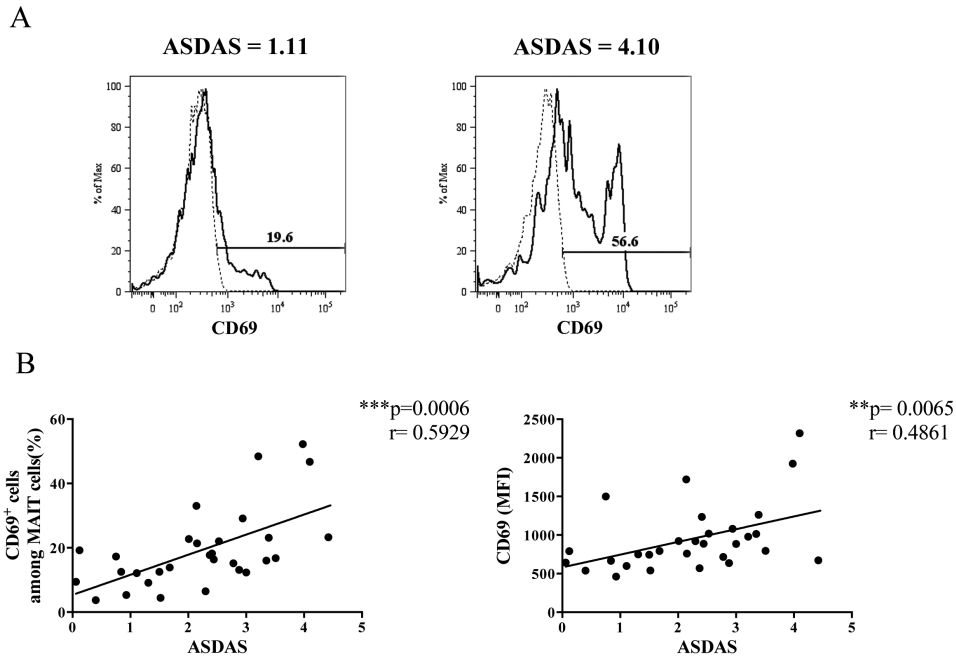 A
ASDAS = 1.11
ASDAS = 4.10
% of Max
100
80
60
40
20
0
19.6
0 10² 10³ 10⁴ 10⁵
CD69
% of Max
100
80
60
40
20
0
56.6
0 10² 10³ 10⁴ 10⁵
CD69
B
***p=0.0006
r= 0.5929
CD69⁺ cells
among MAIT cells(%)
60
40
20
0
0 1 2 3 4 5
ASDAS
**p= 0.0065
r= 0.4861
CD69 (MFI)
2500
2000
1500
1000
500
0
0 1 2 3 4 5
ASDAS